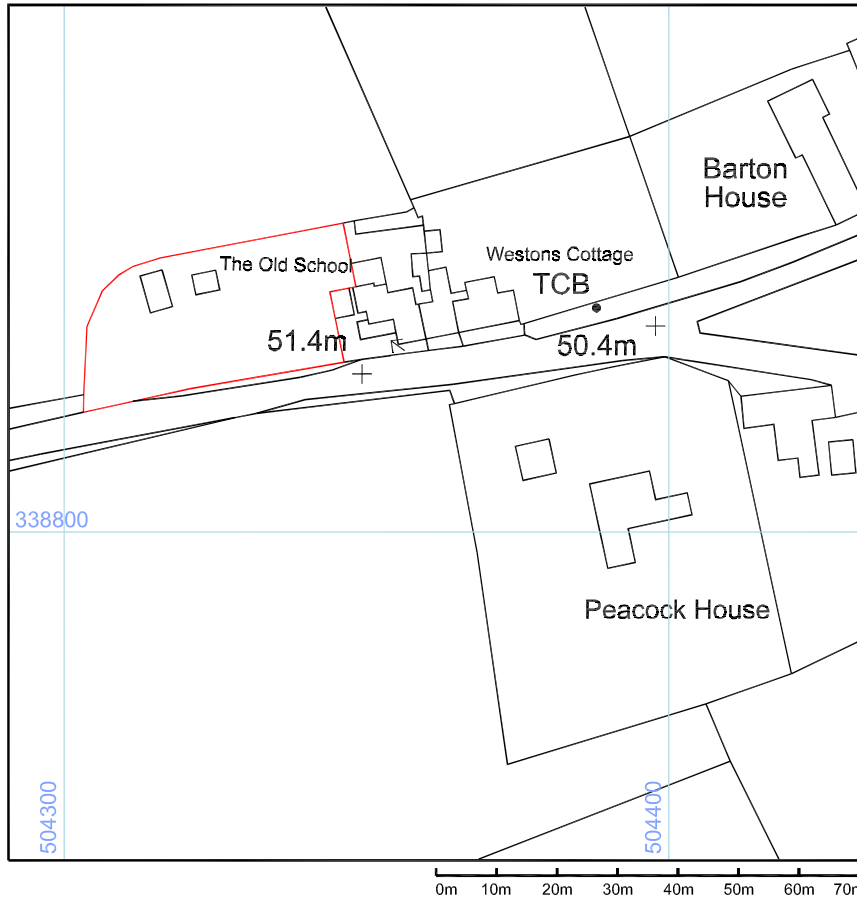 Barton
House
Westons Cottage
The Old School
TCB
51.4m
50.4m
338800
Peacock House
504300
504400
0m 10m 20m 30m 40m 50m 60m 70m